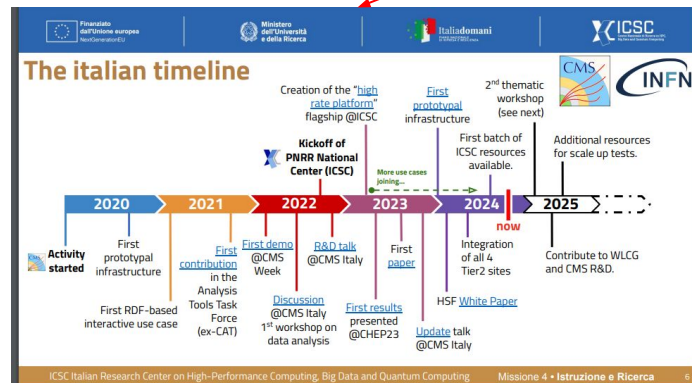 Finanziato
dall'Unione europea
NextGenerationEU
Ministero
dell'Università
e della Ricerca
Italiadomani
ICSC
The italian timeline
CMS
INFN
Creation of the "high
rate platform"
flagship @ICSC
First
prototypal
infrastructure
2nd thematic
workshop
(see next)
Kickoff of
PNRR National
Center (ICSC)
First batch of
ICSC resources
available.
Additional resources
for scale up tests.
More use cases
joining...
2020
2021
2022
2023
2024
2025
now
Activity
started
First
prototypal
infrastructure
First RDF-based
interactive use case
First
contribution
in the
Analysis
Tools Task
Force
(ex-CAT)
First demo
@CMS
Week
Discussion
@CMS Italy
1st workshop on
data analysis
R&D talk
@CMS Italy
First results
presented
@CHEP23
First
paper
Update talk
@CMS Italy
HSF White Paper
Integration
of all 4
Tier2 sites
Contribute to WLCG
and CMS R&D.
ICSC Italian Research Center on High-Performance Computing, Big Data and Quantum Computing
Missione 4 • Istruzione e Ricerca
6